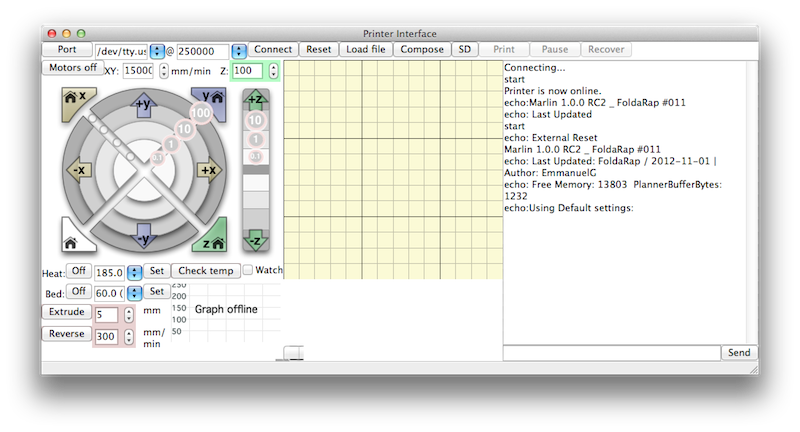 Printer Interface
Port /dev/tty.us @ 250000 Connect Reset Load file Compose SD Print Pause Recover
Motors off XY: 15000 mm/min Z: 100
x +y y +z
100 10
10 1
1 0.1
0.1
-x +x
z -y -z
Heat: Off 185.0 Set Check temp Watch
Bed: Off 60.0 ( Set
250
200
150
100
50
Graph offline
Extrude 5 mm
Reverse 300 mm/
min
Connecting...
start
Printer is now online.
echo:Marlin 1.0.0 RC2 _ FoldaRap #011
echo: Last Updated
start
echo: External Reset
Marlin 1.0.0 RC2 _ FoldaRap #011
echo: Last Updated: FoldaRap / 2012-11-01 |
Author: EmmanuelG
echo: Free Memory: 13803  PlannerBufferBytes:
1232
echo:Using Default settings:
Send